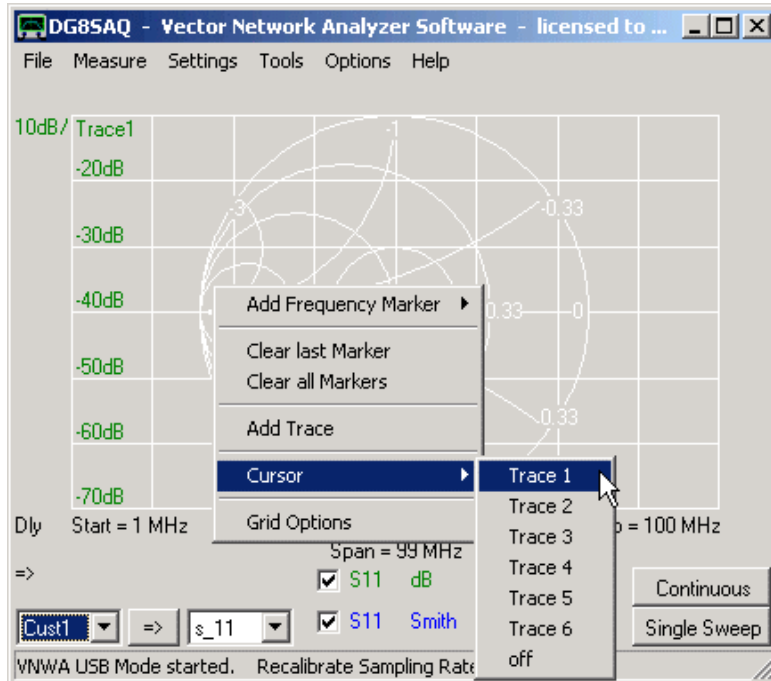 DG8SAQ - Vector Network Analyzer Software - licensed to ...
File Measure Settings Tools Options Help
10dB/ Trace1
-1
-20dB
-3
-0.33
-30dB
-40dB
Add Frequency Marker
0.33
0
Clear last Marker
-50dB
Clear all Markers
-60dB
Add Trace
0.33
Cursor
Trace 1
-70dB
Trace 2
Dly
Start = 1 MHz
Grid Options
= 100 MHz
Trace 3
Span = 99 MHz
Trace 4
=>
S11 dB
Continuous
Trace 5
Cust1
=>
s_11
S11 Smith
Trace 6
Single Sweep
VNWA USB Mode started. Recalibrate Sampling Rate
off